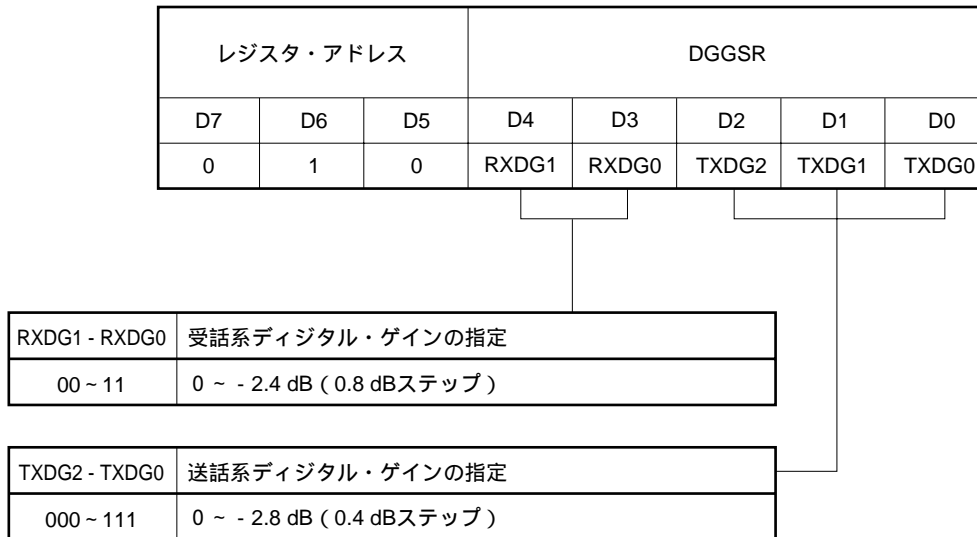 レジスタ・アドレス DGGSR
D7 D6 D5 D4 D3 D2 D1 D0
0 1 0 RXDG1 RXDG0 TXDG2 TXDG1 TXDG0
RXDG1 - RXDG0 受話系ディジタル・ゲインの指定
00 ~ 11 0 ~ - 2.4 dB ( 0.8 dBステップ )
TXDG2 - TXDG0 送話系ディジタル・ゲインの指定
000 ~ 111 0 ~ - 2.8 dB ( 0.4 dBステップ )